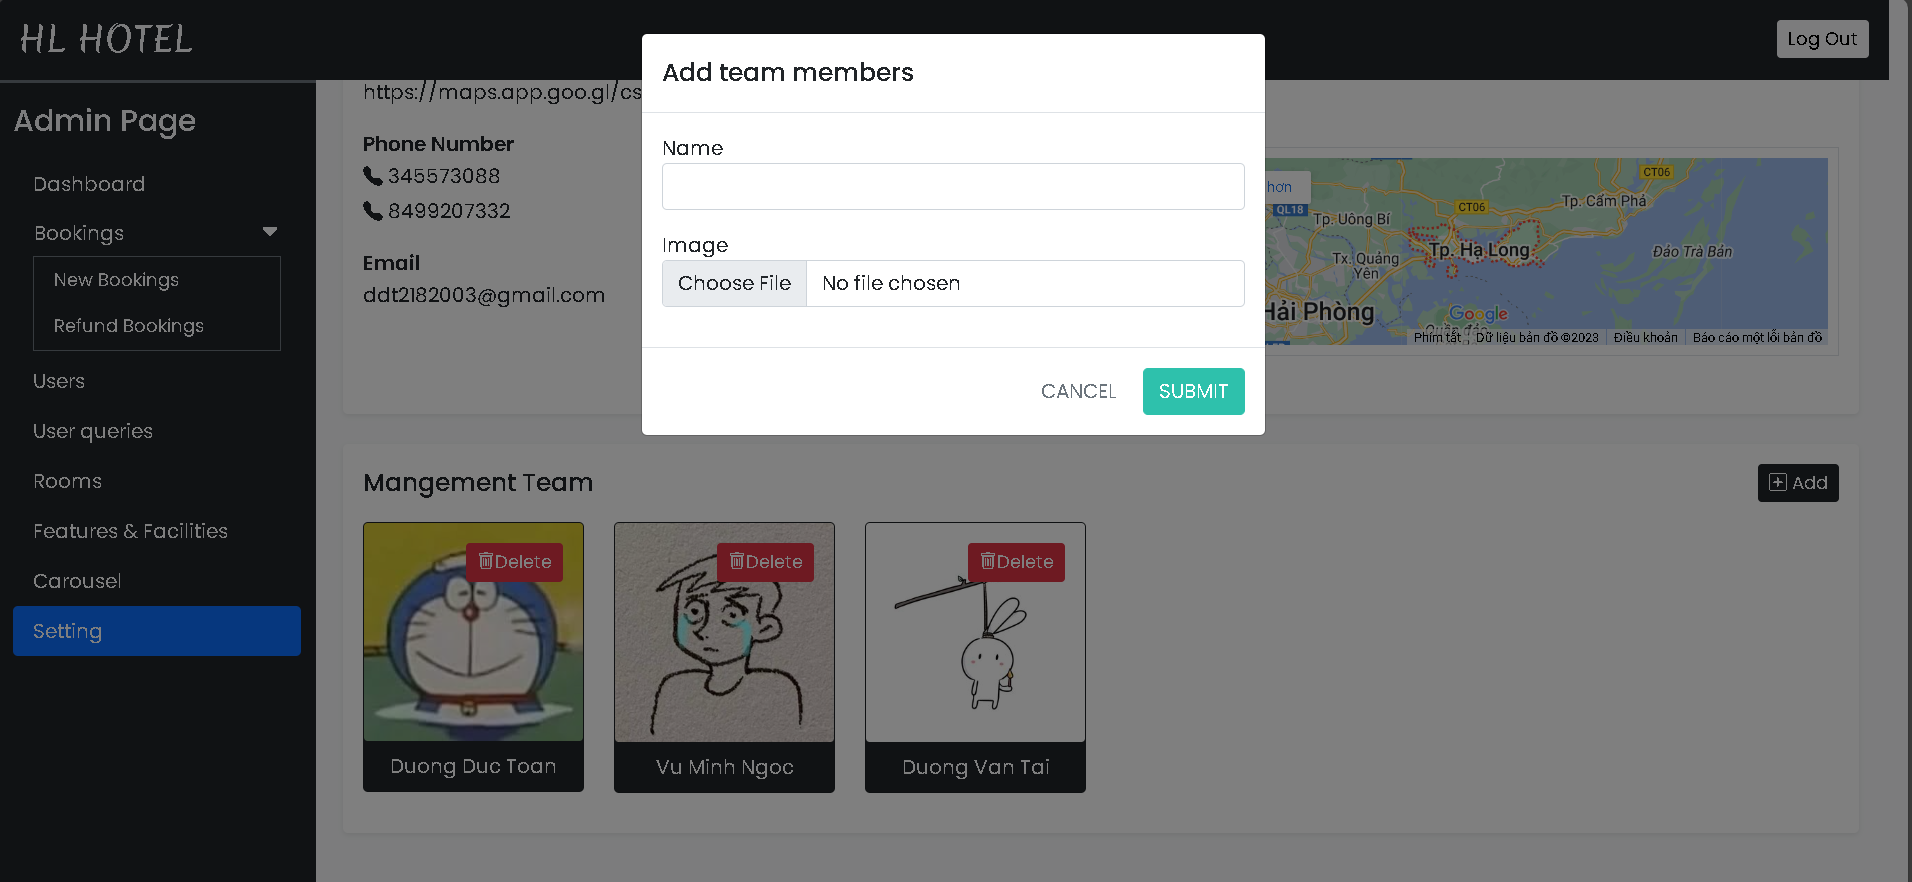 HL HOTEL
Log Out
Admin Page
Dashboard
Bookings
New Bookings
Refund Bookings
Users
User queries
Rooms
Features & Facilities
Carousel
Setting
https://maps.app.goo.gl/cs
Phone Number
345573088
8499207332
Email
ddt2182003@gmail.com
Add team members
Name
Image
Choose File No file chosen
CANCEL SUBMIT
hơn
QL18
CT06
CT06
Tp. Uông Bí
Tp. Cẩm Phả
Tp. Hạ Long
Tx. Quảng
Yên
Đảo Trà Bản
Hải Phòng
Google
Phím tắt Dữ liệu bản đồ ©2023 Điều khoản Báo cáo một lỗi bản đồ
Mangement Team
Add
Delete
Delete
Delete
Duong Duc Toan
Vu Minh Ngoc
Duong Van Tai